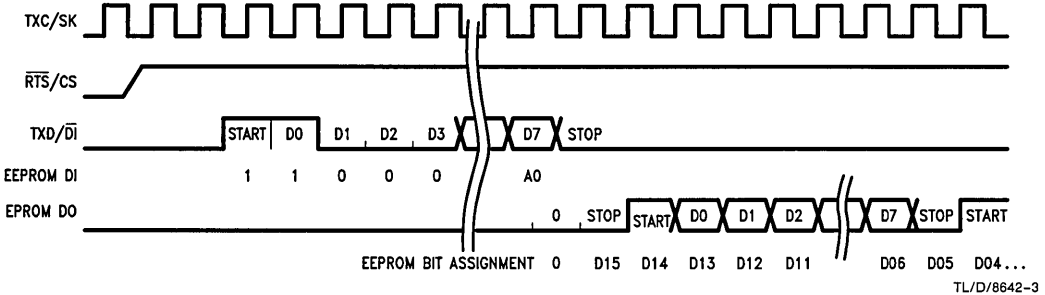 TXC/SK
RTS/CS
TXD/DI START D0 D1 D2 D3 D7 STOP
EEPROM DI 1 1 0 0 0 A0
EPROM DO 0 STOP START D0 D1 D2 D7 STOP START
EEPROM BIT ASSIGNMENT 0 D15 D14 D13 D12 D11 D06 D05 D04...
TL/D/8642-3